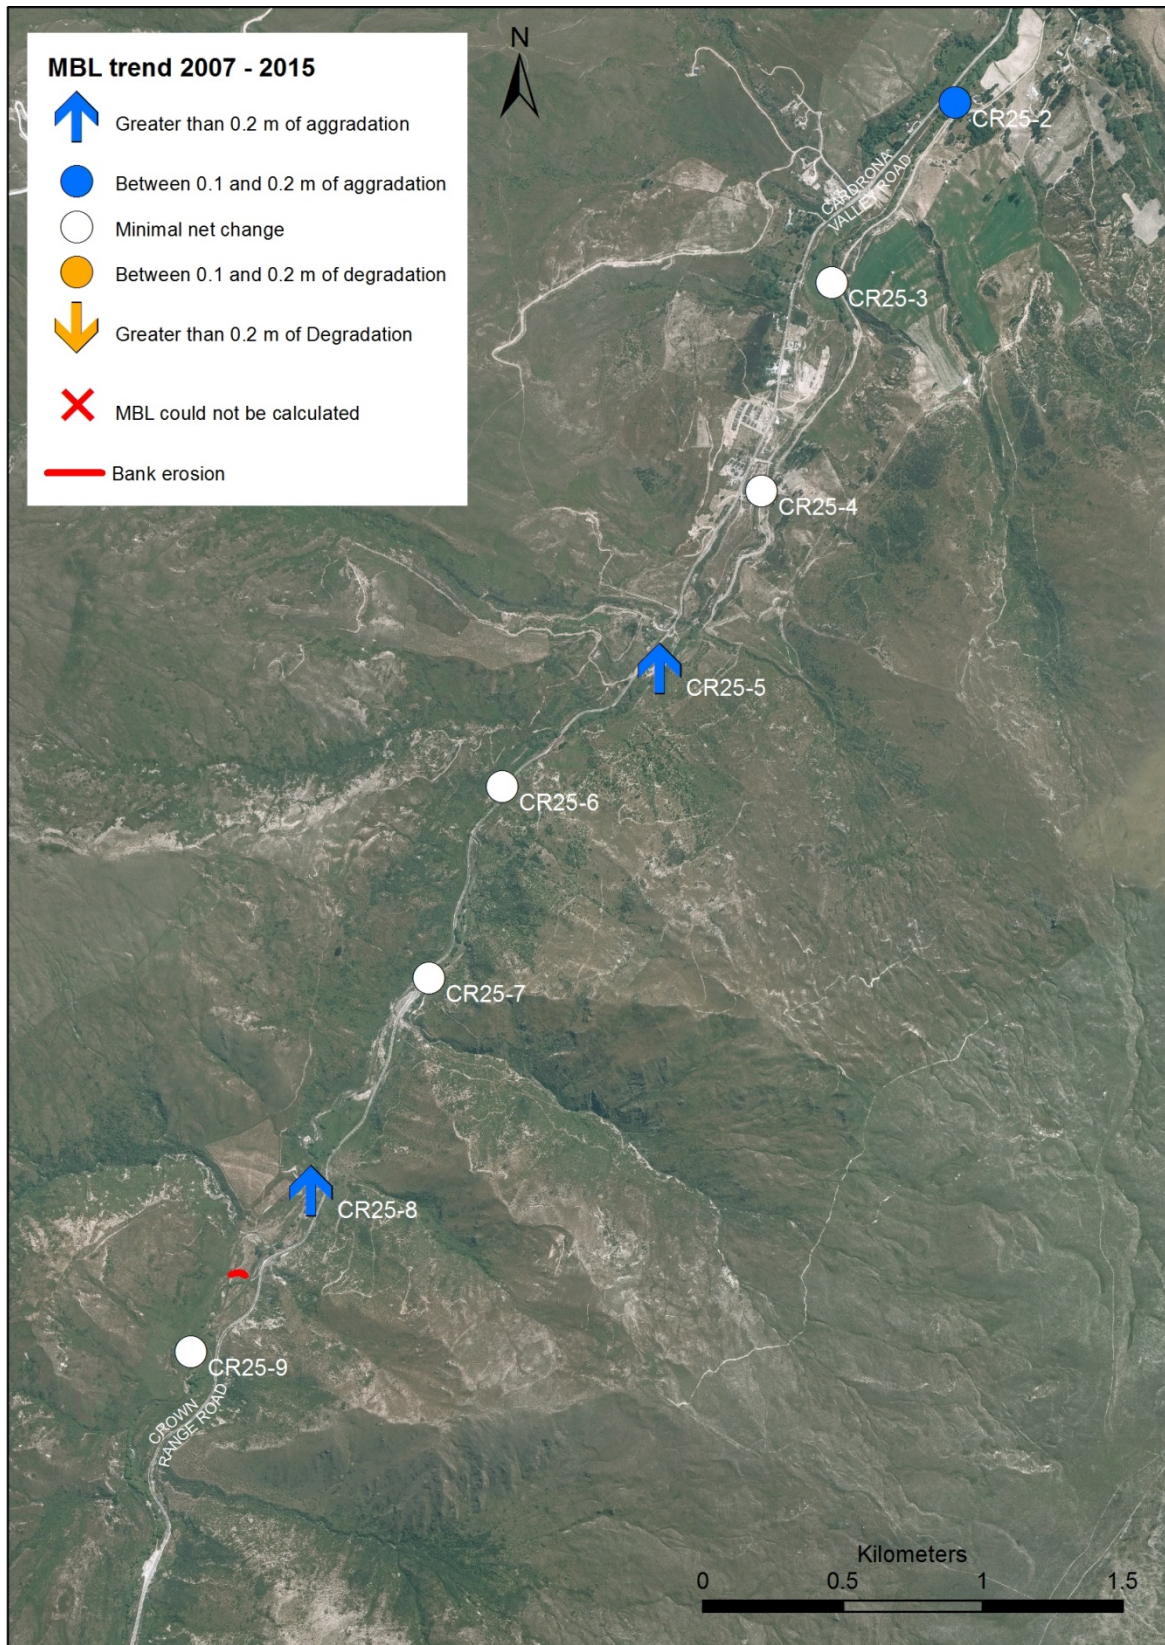 MBL trend 2007 - 2015
Greater than 0.2 m of aggradation
Between 0.1 and 0.2 m of aggradation
Minimal net change
Between 0.1 and 0.2 m of degradation
Greater than 0.2 m of Degradation
MBL could not be calculated
Bank erosion
N
CR25-2
CARDRONA
VALLEY ROAD
CR25-3
CR25-4
CR25-5
CR25-6
CR25-7
CR25-8
CR25-9
CROWN
RANGE ROAD
Kilometers
0 0.5 1 1.5